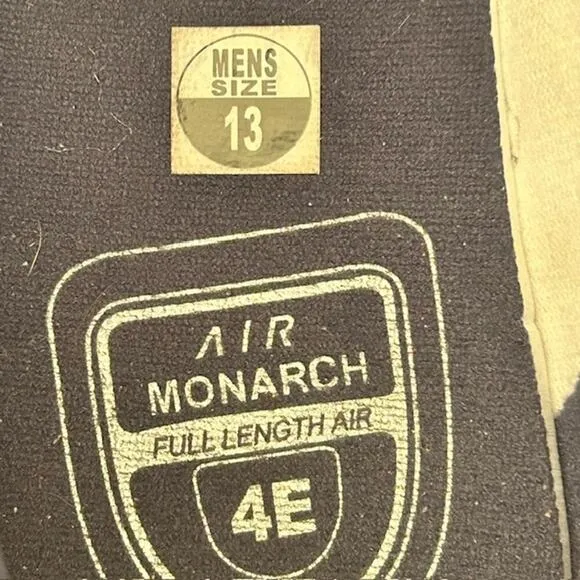 MENS
SIZE
13
AIR
MONARCH
FULL LENGTH AIR
4E